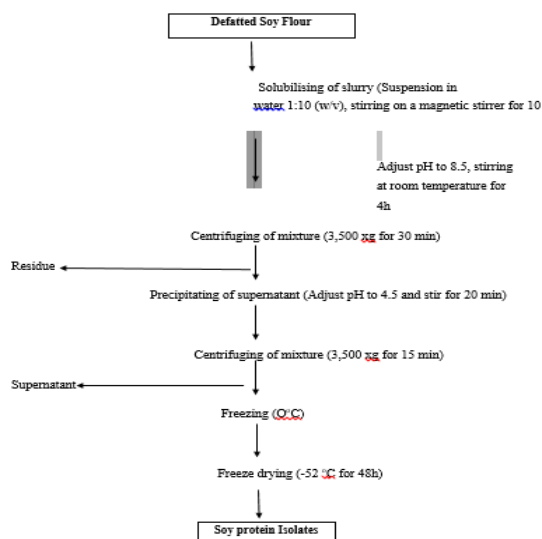 Defatted Soy Flour
Solubilising of slurry (Suspension in
water 1:10 (w/v), stirring on a magnetic stirrer for 10
Adjust pH to 8.5, stirring
at room temperature for
4h
Centrifuging of mixture (3,500 xg for 30 min)
Residue
Precipitating of supernatant (Adjust pH to 4.5 and stir for 20 min)
Centrifuging of mixture (3,500 xg for 15 min)
Supernatant
Freezing (O°C)
Freeze drying (-52 °C for 48h)
Soy protein Isolates